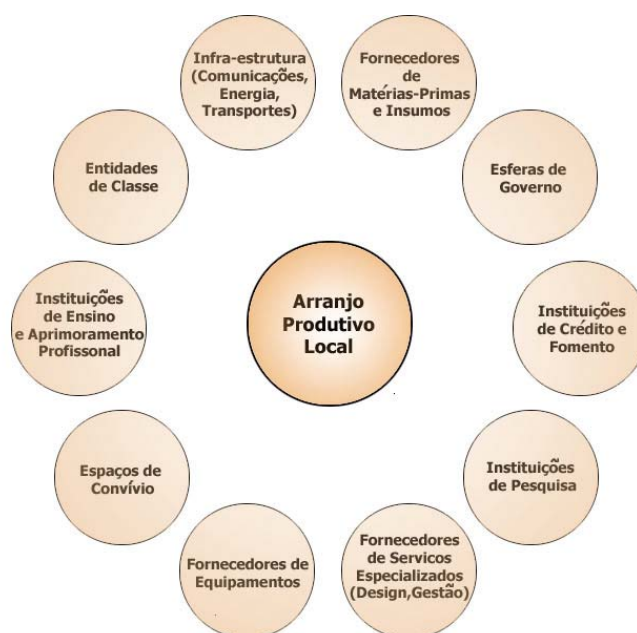 Infra-estrutura
(Comunicações,
Energia,
Transportes)
Fornecedores
de
Matérias-Primas
e Insumos
Entidades
de Classe
Esferas de
Governo
Arranjo
Produtivo
Local
Instituições
de Ensino
e Aprimoramento
Profissonal
Instituições
de Crédito e
Fomento
Espaços de
Convívio
Instituições
de Pesquisa
Fornecedores de
Equipamentos
Fornecedores
de Servicos
Especializados
(Design,Gestão)